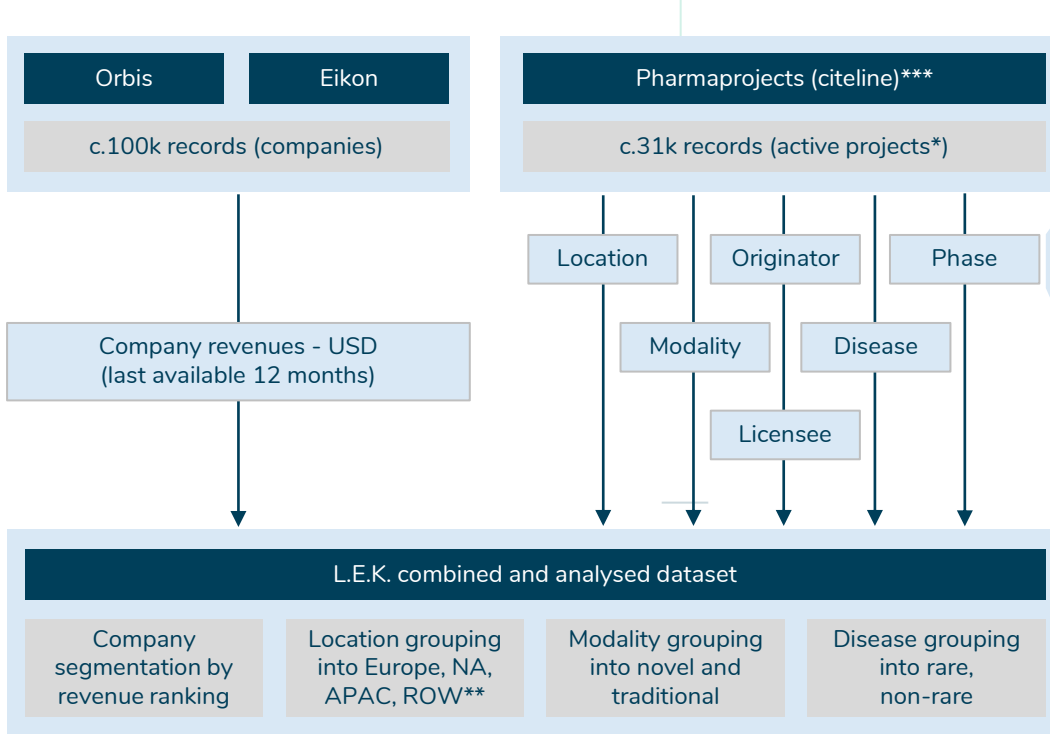 Orbis
Eikon
c.100k records (companies)
Pharmaprojects (citeline)***
c.31k records (active projects*)
Location
Originator
Phase
Company revenues - USD
(last available 12 months)
Modality
Disease
Licensee
L.E.K. combined and analysed dataset
Company
segmentation by
revenue ranking
Location grouping
into Europe, NA,
APAC, ROW**
Modality grouping
into novel and
traditional
Disease grouping
into rare,
non-rare